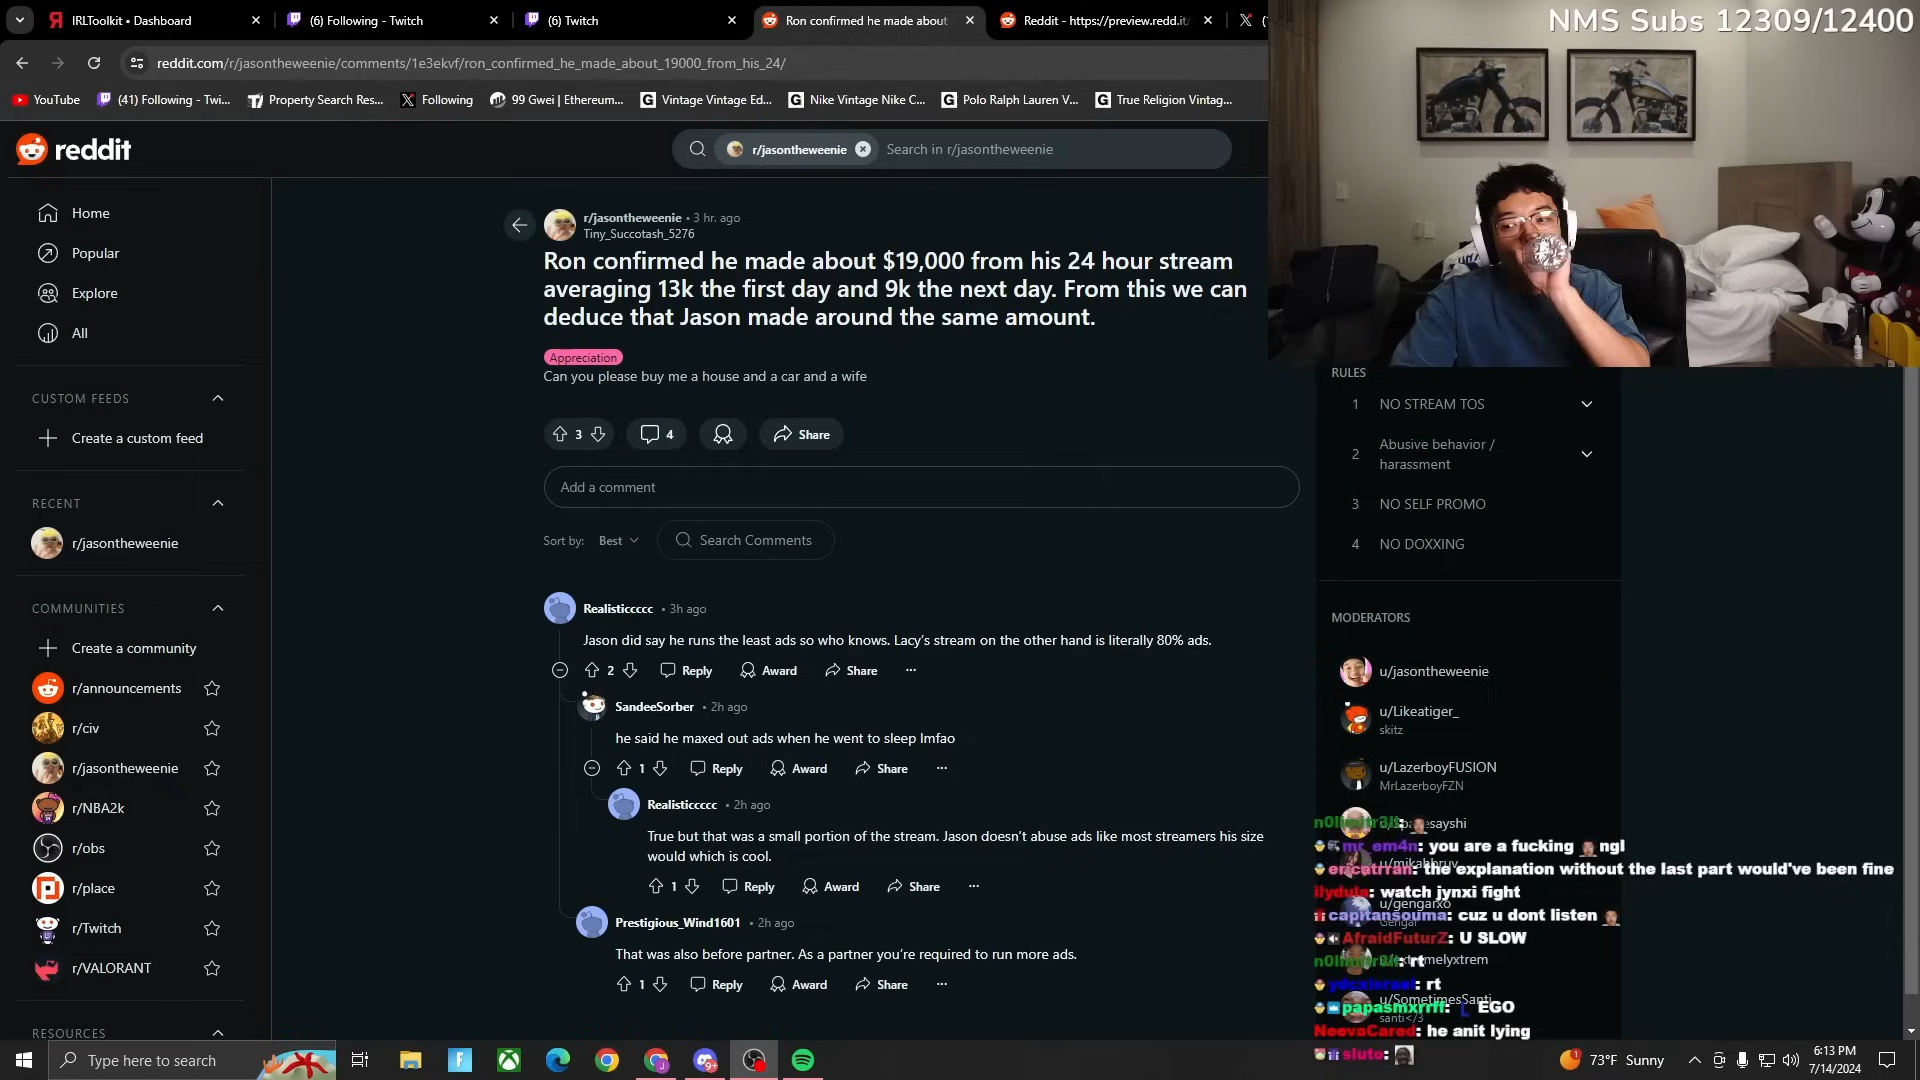 IRLToolkit • Dashboard
(6) Following - Twitch
(6) Twitch
Ron confirmed he made about
Reddit - https://preview.redd.it/
NMS Subs 12309/12400
reddit.com/r/jasontheweenie/comments/1e3ekvf/ron_confirmed_he_made_about_19000_from_his_24/
YouTube
(41) Following - Twi...
Property Search Res...
Following
99 Gwei | Ethereum...
Vintage Vintage Ed...
Nike Vintage Nike C...
Polo Ralph Lauren V...
True Religion Vintag...
reddit
r/jasontheweenie
Search in r/jasontheweenie
Home
Popular
Explore
All
CUSTOM FEEDS
Create a custom feed
RECENT
r/jasontheweenie
COMMUNITIES
Create a community
r/announcements
r/civ
r/jasontheweenie
r/NBA2k
r/obs
r/place
r/Twitch
r/VALORANT
RESOURCES
r/jasontheweenie • 3 hr. ago
Tiny_Succotash_5276
Ron confirmed he made about $19,000 from his 24 hour stream
averaging 13k the first day and 9k the next day. From this we can
deduce that Jason made around the same amount.
Appreciation
Can you please buy me a house and a car and a wife
3
4
Share
Add a comment
Sort by: Best
Search Comments
Realisticcccc • 3h ago
Jason did say he runs the least ads so who knows. Lacy's stream on the other hand is literally 80% ads.
2 Reply Award Share ...
SandeeSorber • 2h ago
he said he maxed out ads when he went to sleep lmfao
1 Reply Award Share ...
Realisticcccc • 2h ago
True but that was a small portion of the stream. Jason doesn't abuse ads like most streamers his size
would which is cool.
1 Reply Award Share ...
Prestigious_Wind1601 • 2h ago
That was also before partner. As a partner you're required to run more ads.
1 Reply Award Share ...
RULES
1 NO STREAM TOS
2 Abusive behavior /
harassment
3 NO SELF PROMO
4 NO DOXXING
MODERATORS
u/jasontheweenie
u/Likeatiger_
skitz
u/LazerboyFUSION
MrLazerboyFZN
mr_em4n: you are a fucking ngl
ericatrran: the explanation without the last part would've been fine
ilydula: watch jynxi fight
u/gengarxo
capitansouma: cuz u dont listen
AfraidFuturZ: U SLOW
rt
rt
u/SometimesSanti
santi</3
papasmxrrff: EGO
NeevaCared: he anit lying
sluto:
Type here to search
9+
73°F Sunny
6:13 PM
7/14/2024